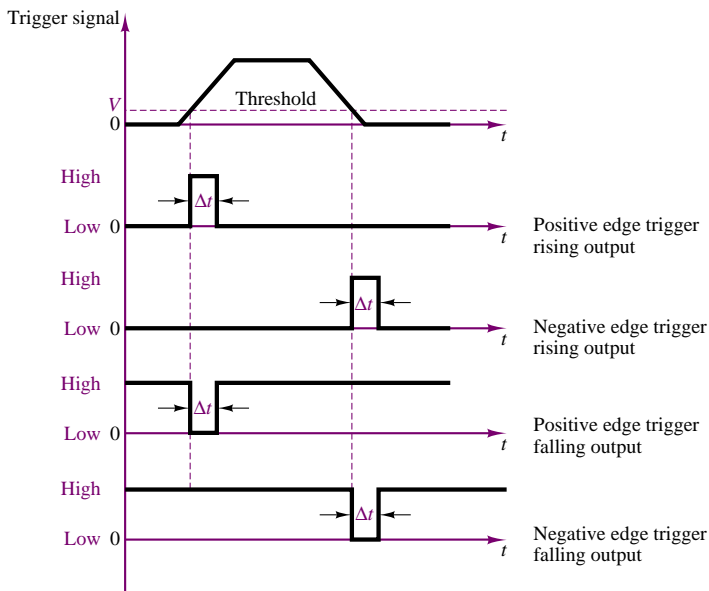 Trigger signal
Threshold
V
0
t
High
Δt
Low 0
t
Positive edge trigger
rising output
High
Δt
Low 0
t
Negative edge trigger
rising output
High
Δt
Low 0
t
Positive edge trigger
falling output
High
Δt
Low 0
t
Negative edge trigger
falling output